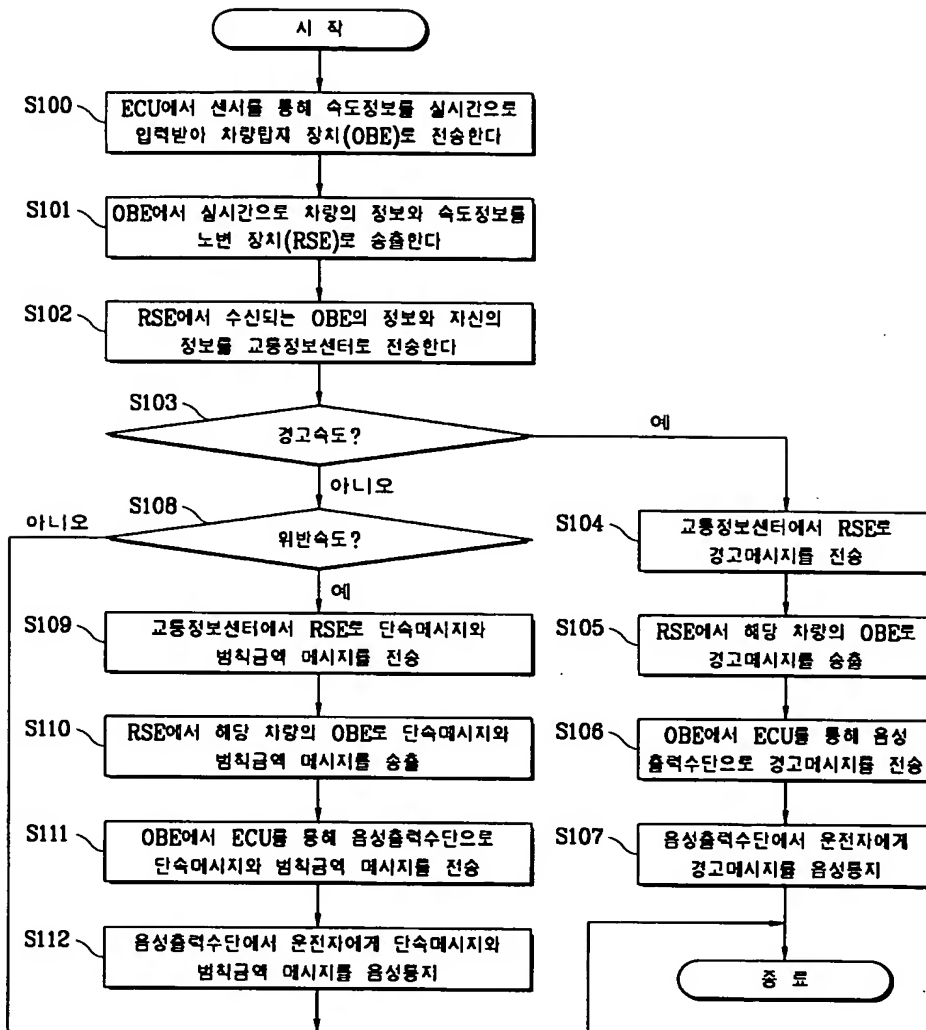 시 작
S100
ECU에서 센서를 통해 속도정보를 실시간으로
입력받아 차량탑재 장치(OBE)로 전송한다
S101
OBE에서 실시간으로 차량의 정보와 속도정보를
노변 장치(RSE)로 송출한다
S102
RSE에서 수신되는 OBE의 정보와 자신의
정보를 교통정보센터로 전송한다
S103
경고속도?
예
아니오
S108
아니오
위반속도?
예
S104
교통정보센터에서 RSE로
경고메시지를 전송
S109
교통정보센터에서 RSE로 단속메시지와
범칙금액 메시지를 전송
S105
RSE에서 해당 차량의 OBE로
경고메시지를 송출
S110
RSE에서 해당 차량의 OBE로 단속메시지와
범칙금액 메시지를 송출
S106
OBE에서 ECU를 통해 음성
출력수단으로 경고메시지를 전송
S111
OBE에서 ECU를 통해 음성출력수단으로
단속메시지와 범칙금액 메시지를 전송
S107
음성출력수단에서 운전자에게
경고메시지를 음성통지
S112
음성출력수단에서 운전자에게 단속메시지와
범칙금액 메시지를 음성통지
종 료